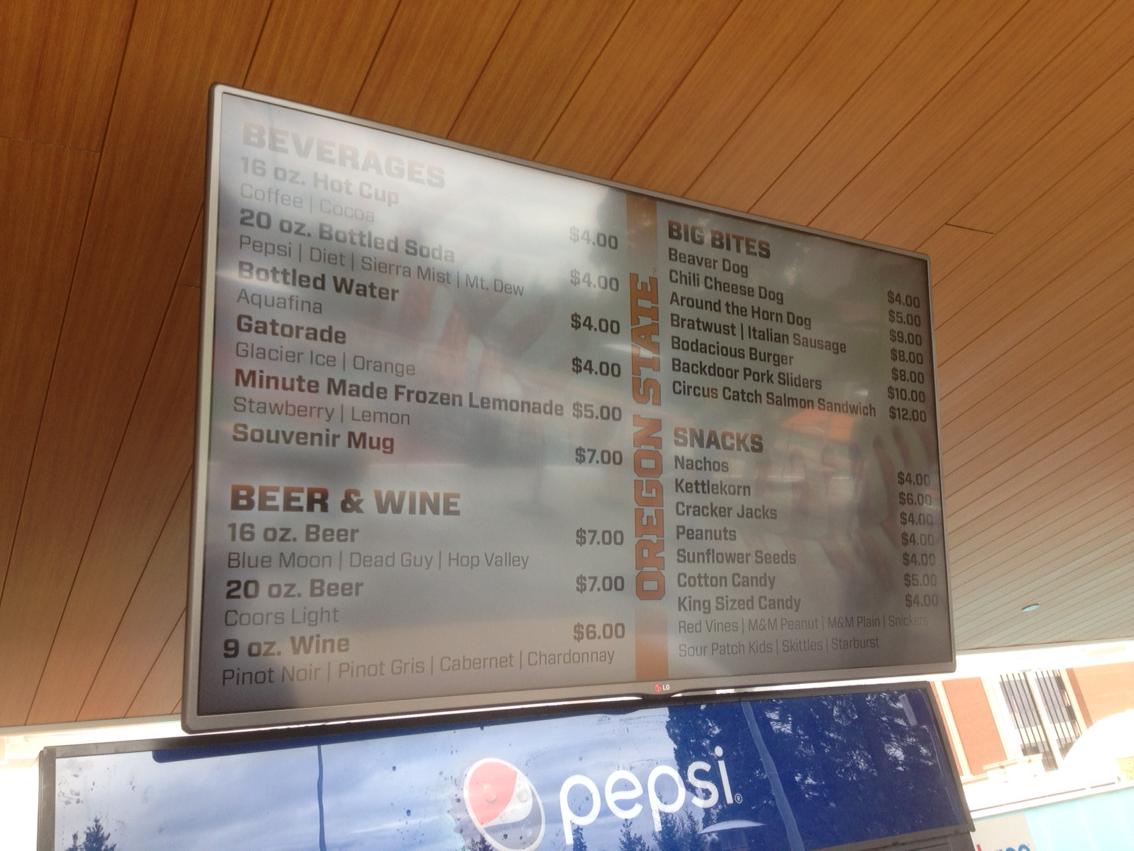 BEVERAGES
16 oz. Hot Cup $4.00
Coffee | Cocoa
20 oz. Bottled Soda $4.00
Pepsi | Diet | Sierra Mist | Mt. Dew
Bottled Water $4.00
Aquafina
Gatorade $4.00
Glacier Ice | Orange
Minute Made Frozen Lemonade $5.00
Stawberry | Lemon
Souvenir Mug $7.00
BEER & WINE
16 oz. Beer $7.00
Blue Moon | Dead Guy | Hop Valley
20 oz. Beer $7.00
Coors Light
9 oz. Wine $6.00
Pinot Noir | Pinot Gris | Cabernet | Chardonnay
OREGON STATE
BIG BITES
Beaver Dog $4.00
Chili Cheese Dog $5.00
Around the Horn Dog $9.00
Bratwust | Italian Sausage $8.00
Bodacious Burger $8.00
Backdoor Pork Sliders $10.00
Circus Catch Salmon Sandwich $12.00
SNACKS
Nachos $4.00
Kettlekorn $6.00
Cracker Jacks $4.00
Peanuts $4.00
Sunflower Seeds $4.00
Cotton Candy $5.00
King Sized Candy $4.00
Red Vines | M&M Peanut | M&M Plain | Snickers
Sour Patch Kids | Skittles | Starburst
LG
pepsi